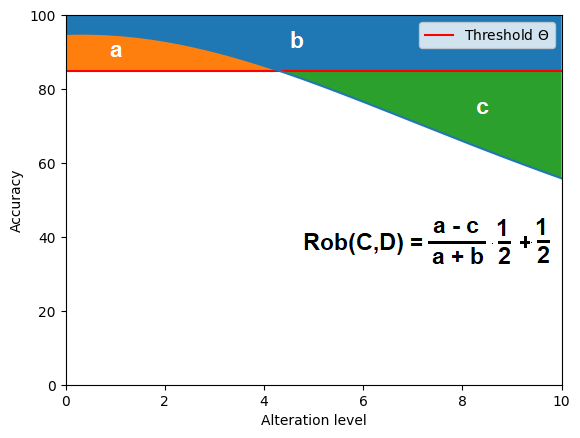 100
80
60
40
20
0
0 2 4 6 8 10
Accuracy
Alteration level
Threshold Θ
a
b
c
Rob(C,D) = a - c / a + b · 1 / 2 + 1 / 2